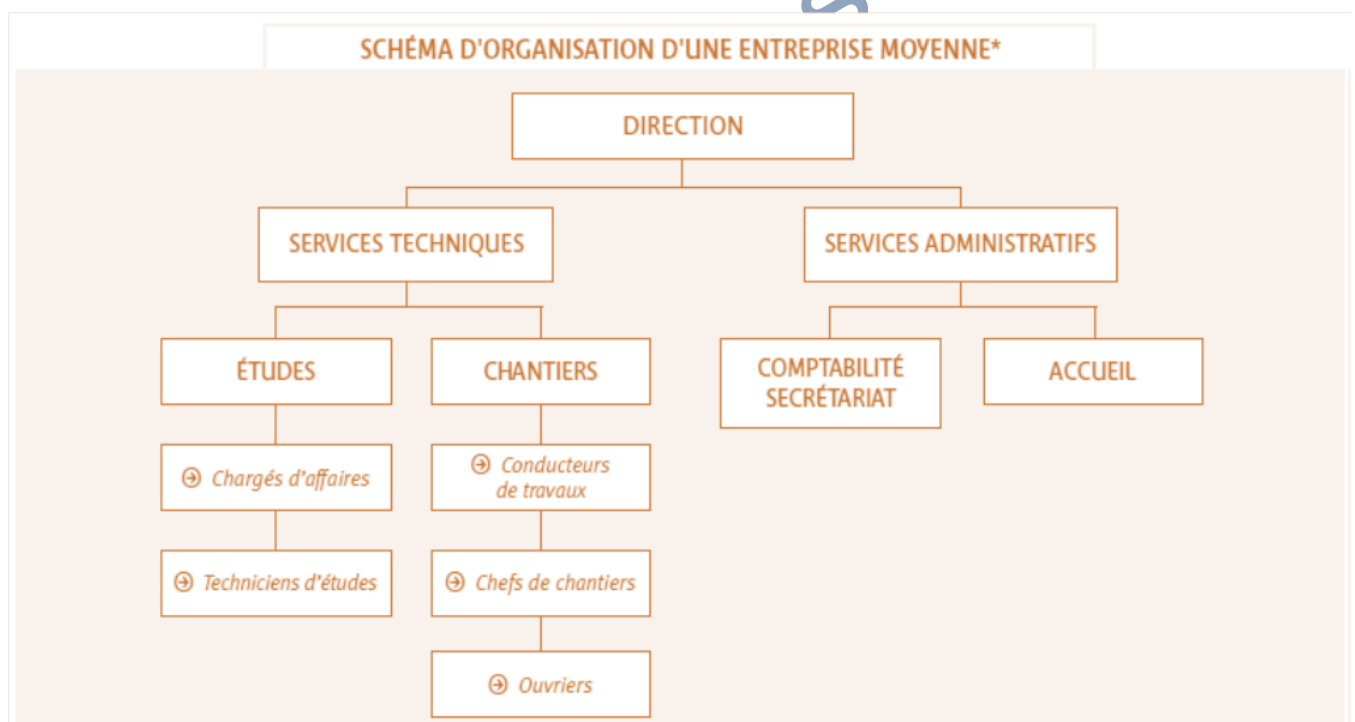 SCHÉMA D'ORGANISATION D'UNE ENTREPRISE MOYENNE*
DIRECTION
SERVICES TECHNIQUES
SERVICES ADMINISTRATIFS
ÉTUDES
CHANTIERS
COMPTABILITÉ
SECRÉTARIAT
ACCUEIL
Chargés d'affaires
Conducteurs
de travaux
Techniciens d'études
Chefs de chantiers
Ouvriers